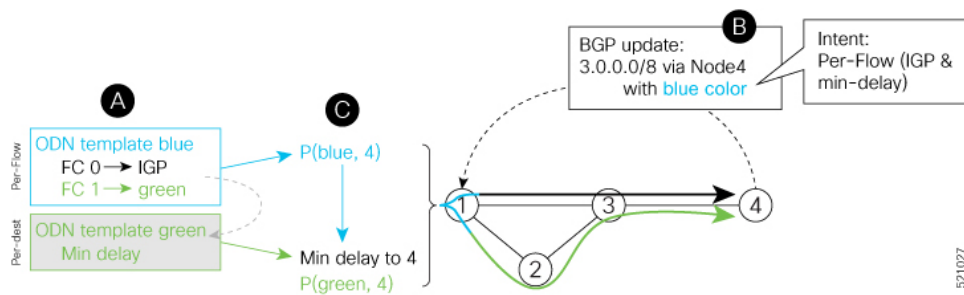 A
Per-Flow
ODN template blue
FC 0 → IGP
FC 1 → green
Per-dest
ODN template green
Min delay
C
P(blue, 4)
Min delay to 4
P(green, 4)
B
BGP update:
3.0.0.0/8 via Node4
with blue color
Intent:
Per-Flow (IGP &
min-delay)
1
3
4
2
521027